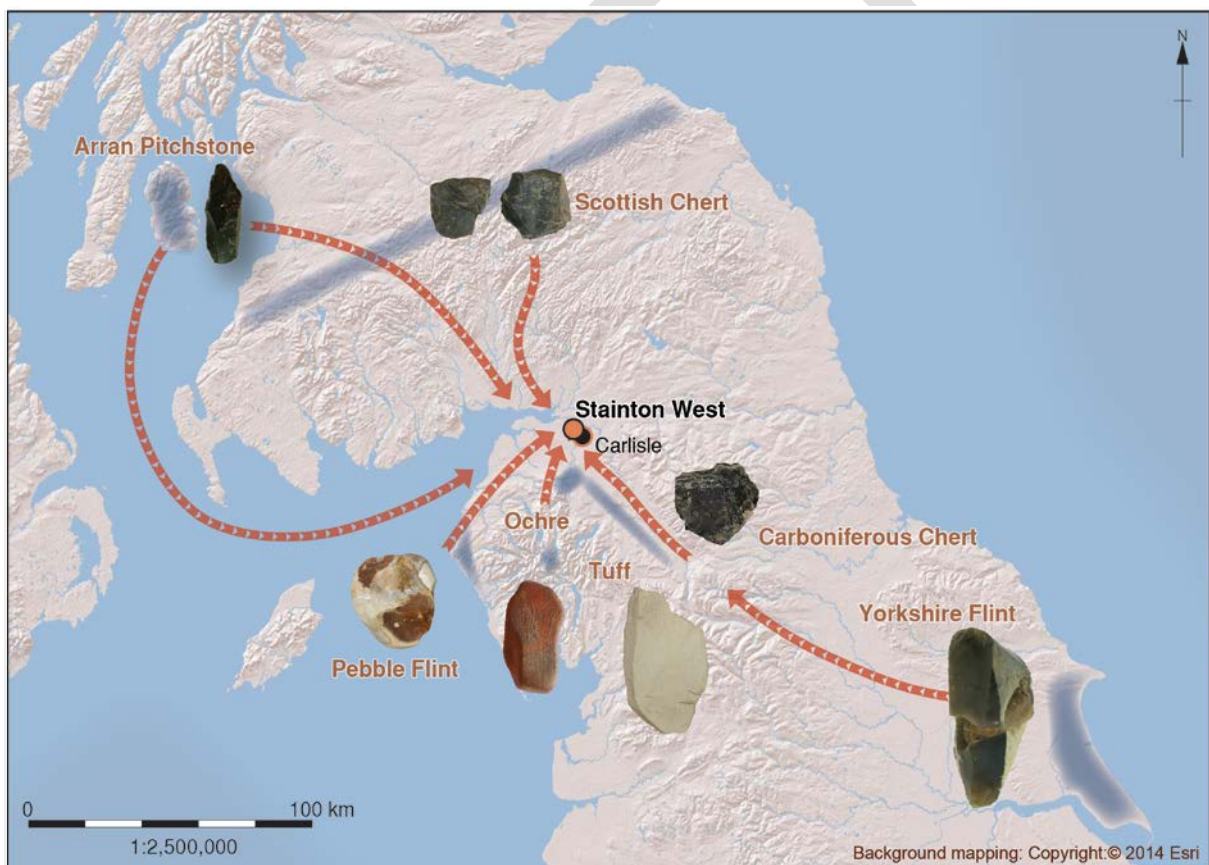 N
Arran Pitchstone
Scottish Chert
Stainton West
Carlisle
Ochre
Carboniferous Chert
Tuff
Yorkshire Flint
Pebble Flint
0 100 km
1:2,500,000
Background mapping: Copyright:© 2014 Esri